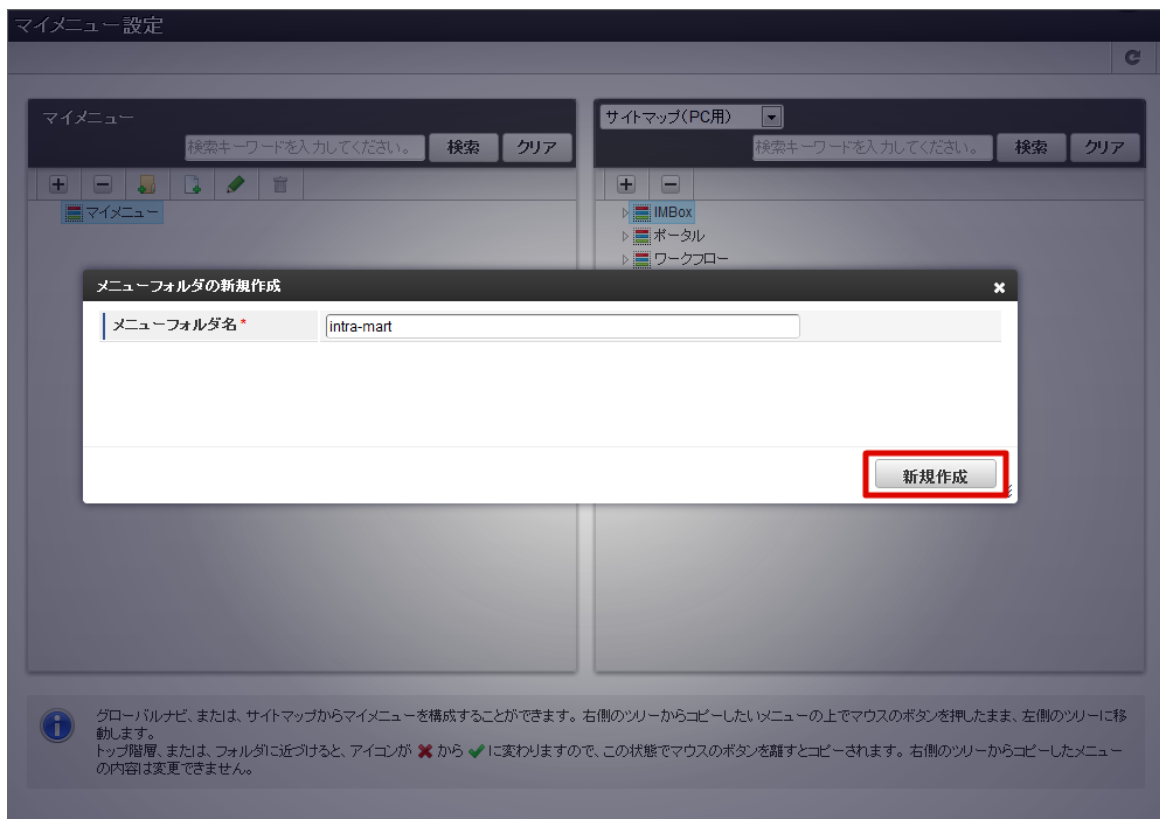 マイメニュー設定
マイメニュー
検索キーワードを入力してください。 検索 クリア
マイメニュー
サイトマップ(PC用)
検索キーワードを入力してください。 検索 クリア
IMBox
ポータル
ワークフロー
メニューフォルダの新規作成
メニューフォルダ名* intra-mart
新規作成
グローバルナビ、または、サイトマップからマイメニューを構成することができます。右側のツリーからコピーしたいメニューの上でマウスのボタンを押したまま、左側のツリーに移
動します。
トップ階層、または、フォルダに近づけると、アイコンが から に変わりますので、この状態でマウスのボタンを離すとコピーされます。右側のツリーからコピーしたメニュー
の内容は変更できません。